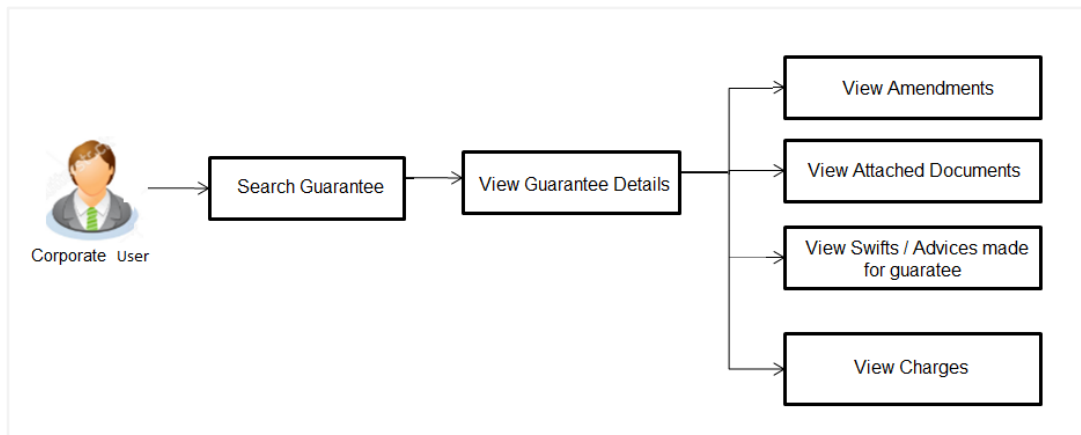 Corporate User
Search Guarantee
View Guarantee Details
View Amendments
View Attached Documents
View Swifts / Advices made
for guaratee
View Charges